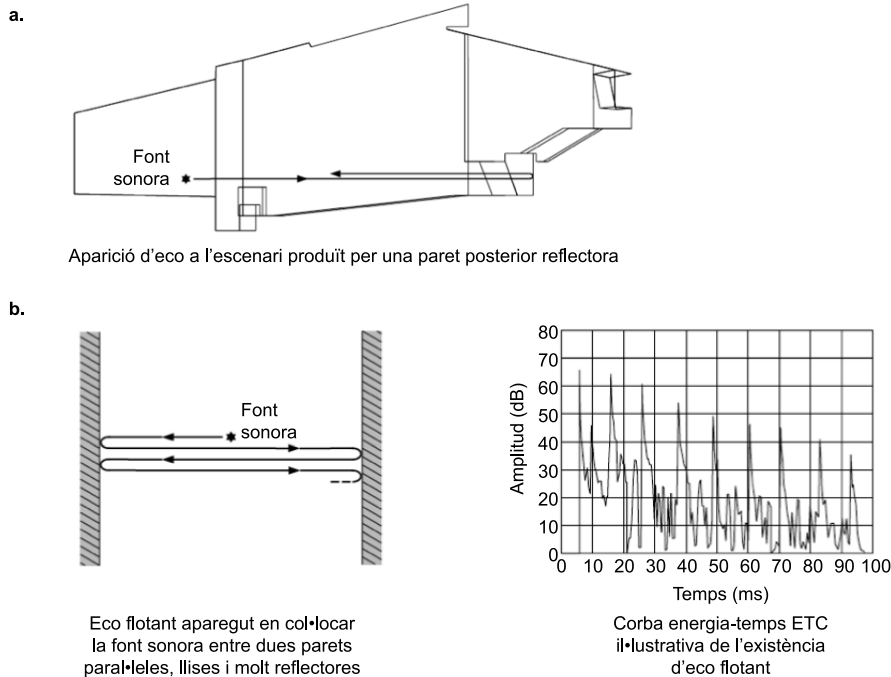 a.
Font
sonora
Aparició d'eco a l'escenari produït per una paret posterior reflectora
b.
Font
sonora
Eco flotant aparegut en col•locar
la font sonora entre dues parets
paral•leles, llises i molt reflectores
Amplitud (dB)
80
70
60
50
40
30
20
10
0
0 10 20 30 40 50 60 70 80 90 100
Temps (ms)
Corba energia-temps ETC
il•lustrativa de l'existència
d'eco flotant